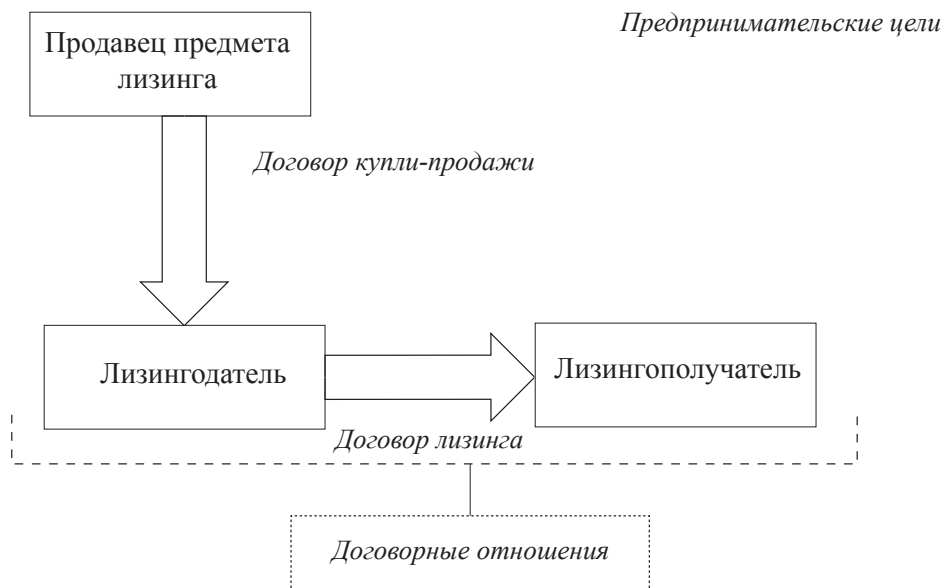 Предпринимательские цели
Продавец предмета
лизинга
Договор купли-продажи
Лизингодатель
Лизингополучатель
Договор лизинга
Договорные отношения